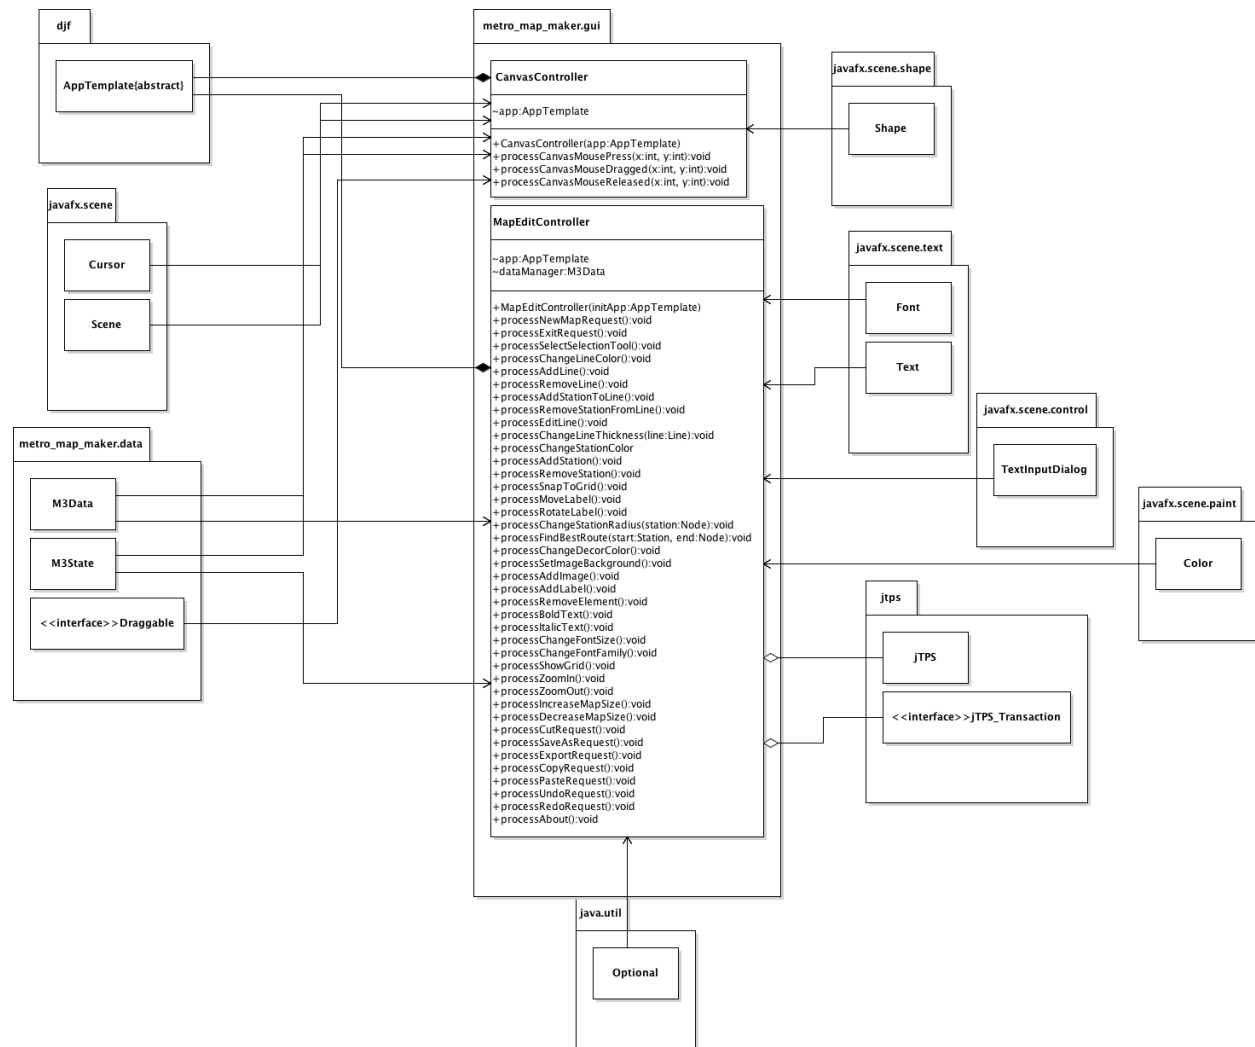 djf
AppTemplate{abstract}
javafx.scene
Cursor
Scene
metro_map_maker.data
M3Data
M3State
<<interface>>Draggable
metro_map_maker.gui
CanvasController
~app:AppTemplate
+CanvasController(app:AppTemplate)
+processCanvasMousePress(x:int, y:int):void
+processCanvasMouseDragged(x:int, y:int):void
+processCanvasMouseReleased(x:int, y:int):void
MapEditController
~app:AppTemplate
~dataManager:M3Data
+MapEditController(initApp:AppTemplate)
+processNewMapRequest():void
+processExitRequest():void
+processSelectSelectionTool():void
+processChangeLineColor():void
+processAddLine():void
+processRemoveLine():void
+processAddStationToLine():void
+processRemoveStationFromLine():void
+processEditLine():void
+processChangeLineThickness(line:Line):void
+processChangeStationColor
+processAddStation():void
+processRemoveStation():void
+processSnapToGrid():void
+processMoveLabel():void
+processRotateLabel():void
+processChangeStationRadius(station:Node):void
+processFindBestRoute(start:Station, end:Node):void
+processChangeDecorColor():void
+processSetImageBackground():void
+processAddImage():void
+processAddLabel():void
+processRemoveElement():void
+processBoldText():void
+processItalicText():void
+processChangeFontSize():void
+processChangeFontFamily():void
+processShowGrid():void
+processZoomIn():void
+processZoomOut():void
+processIncreaseMapSize():void
+processDecreaseMapSize():void
+processCutRequest():void
+processSaveAsRequest():void
+processExportRequest():void
+processCopyRequest():void
+processPasteRequest():void
+processUndoRequest():void
+processRedoRequest():void
+processAbout():void
java.util
Optional
javafx.scene.shape
Shape
javafx.scene.text
Font
Text
javafx.scene.control
TextInputDialog
javafx.scene.paint
Color
jtps
jTPS
<<interface>>jTPS_Transaction